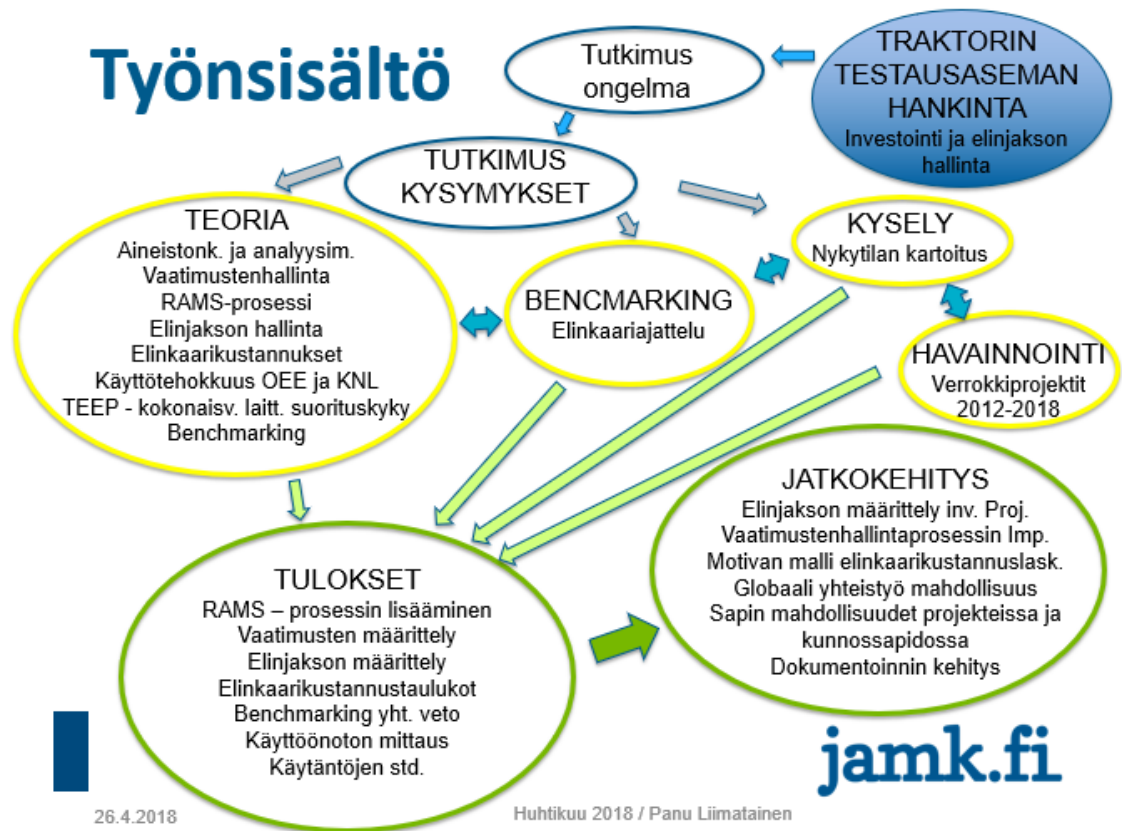 Työnsisältö
Tutkimus
ongelma
TRAKTORIN
TESTAUSASEMAN
HANKINTA
Investointi ja elinjakson
hallinta
TUTKIMUS
KYSYMYKSET
TEORIA
Aineistonk. ja analyysim.
Vaatimustenhallinta
RAMS-prosessi
Elinjakson hallinta
Elinkaarikustannukset
Käyttötehokkuus OEE ja KNL
TEEP - kokonaisv. laitt. suorituskyky
Benchmarking
BENCMARKING
Elinkaariajattelu
KYSELY
Nykytilan kartoitus
HAVAINNOINTI
Verrokkiprojektit
2012-2018
TULOKSET
RAMS – prosessin lisääminen
Vaatimusten määrittely
Elinjakson määrittely
Elinkaarikustannustaulukot
Benchmarking yht. veto
Käyttöönoton mittaus
Käytäntöjen std.
JATKOKEHITYS
Elinjakson määrittely inv. Proj.
Vaatimustenhallintaprosessin Imp.
Motivan malli elinkaarikustannuslask.
Globaali yhteistyö mahdollisuus
Sapin mahdollisuudet projekteissa ja
kunnossapidossa
Dokumentoinnin kehitys
jamk.fi
26.4.2018
Huhtikuu 2018 / Panu Liimatainen